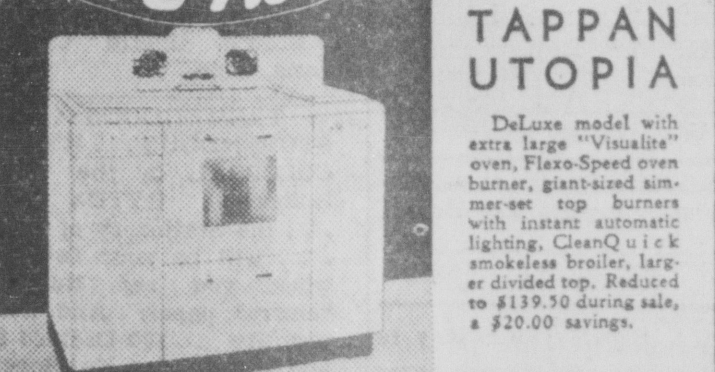 TAPPAN
UTOPIA
DeLuxe model with
extra large "Visualite"
oven, Flexo-Speed oven
burner, giant-sized sim-
mer-set top burners
with instant automatic
lighting, CleanQuick
smokeless broiler, larg-
er divided top. Reduced
to $139.50 during sale,
a $20.00 savings.